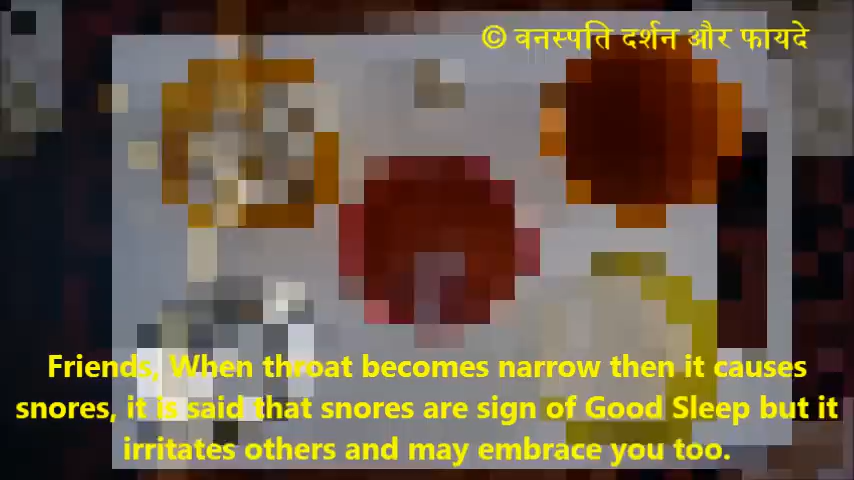 © वनस्पति दर्शन और फायदे
Friends, When throat becomes narrow then it causes
snores, it is said that snores are sign of Good Sleep but it
irritates others and may embrace you too.